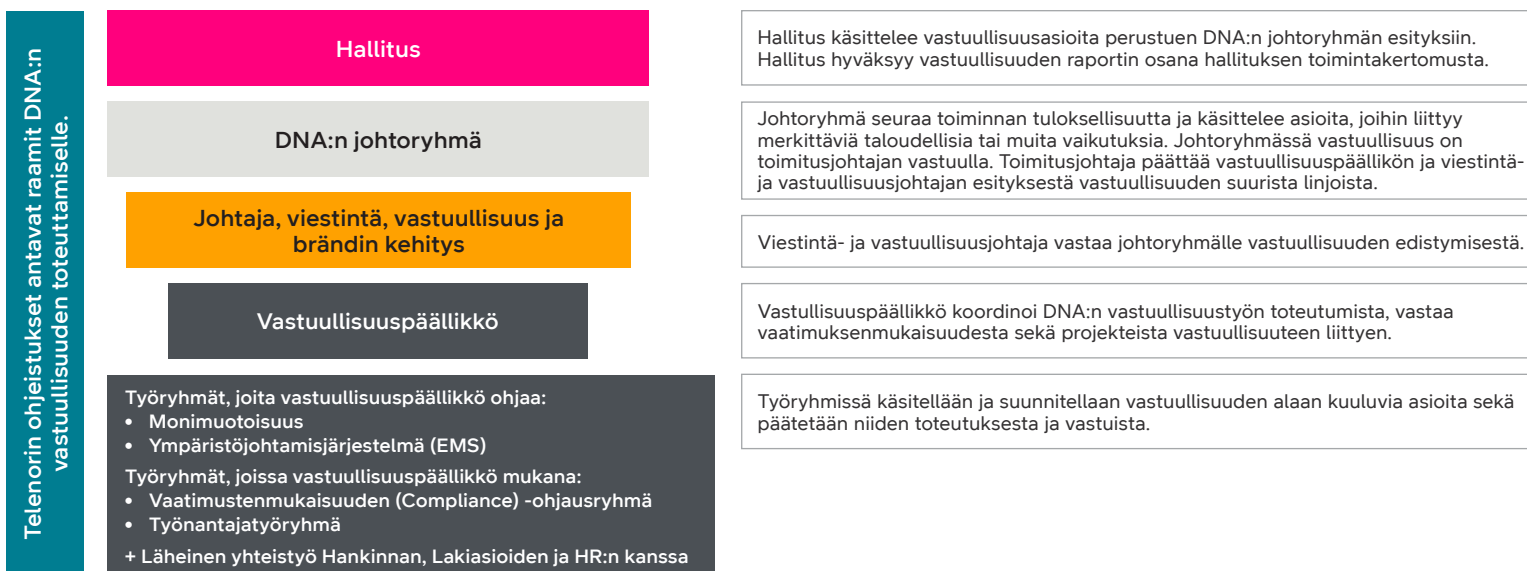 Telenorin ohjeistukset antavat raamit DNA:n
vastuullisuuden toteuttamiselle.
Hallitus
Hallitus käsittelee vastuullisuusasioita perustuen DNA:n johtoryhmän esityksiin.
Hallitus hyväksyy vastuullisuuden raportin osana hallituksen toimintakertomusta.
DNA:n johtoryhmä
Johtoryhmä seuraa toiminnan tuloksellisuutta ja käsittelee asioita, joihin liittyy
merkittäviä taloudellisia tai muita vaikutuksia. Johtoryhmässä vastuullisuus on
toimitusjohtajan vastuulla. Toimitusjohtaja päättää vastuullisuuspäällikön ja viestintä-
ja vastuullisuusjohtajan esityksestä vastuullisuuden suurista linjoista.
Johtaja, viestintä, vastuullisuus ja
brändin kehitys
Viestintä- ja vastuullisuusjohtaja vastaa johtoryhmälle vastuullisuuden edistymisestä.
Vastuullisuuspäällikkö
Vastullisuuspäällikkö koordinoi DNA:n vastuullisuustyön toteutumista, vastaa
vaatimuksenmukaisuudesta sekä projekteista vastuullisuuteen liittyen.
Työryhmät, joita vastuullisuuspäällikkö ohjaa:
• Monimuotoisuus
• Ympäristöjohtamisjärjestelmä (EMS)
Työryhmät, joissa vastuullisuuspäällikkö mukana:
• Vaatimustenmukaisuuden (Compliance) -ohjausryhmä
• Työnantajatyöryhmä
+ Läheinen yhteistyö Hankinnan, Lakiasioiden ja HR:n kanssa
Työryhmissä käsitellään ja suunnitellaan vastuullisuuden alaan kuuluvia asioita sekä
päätetään niiden toteutuksesta ja vastuista.